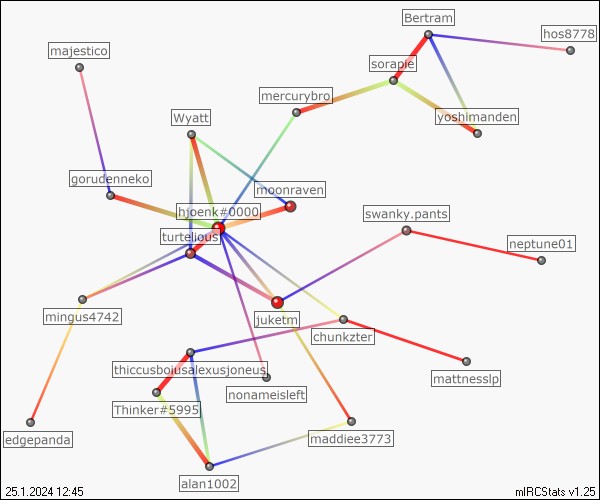 Bertram
hos8778
majestico
sorapie
mercurybro
yoshimanden
Wyatt
gorudenneko
moonraven
hjoenk#0000
swanky.pants
turtelious
neptune01
mingus4742
juketm
chunkzter
thiccusboiusalexusjoneus
mattnesslp
nonameisleft
Thinker#5995
edgepanda
maddiee3773
alan1002
25.1.2024 12:45
mIRCStats v1.25